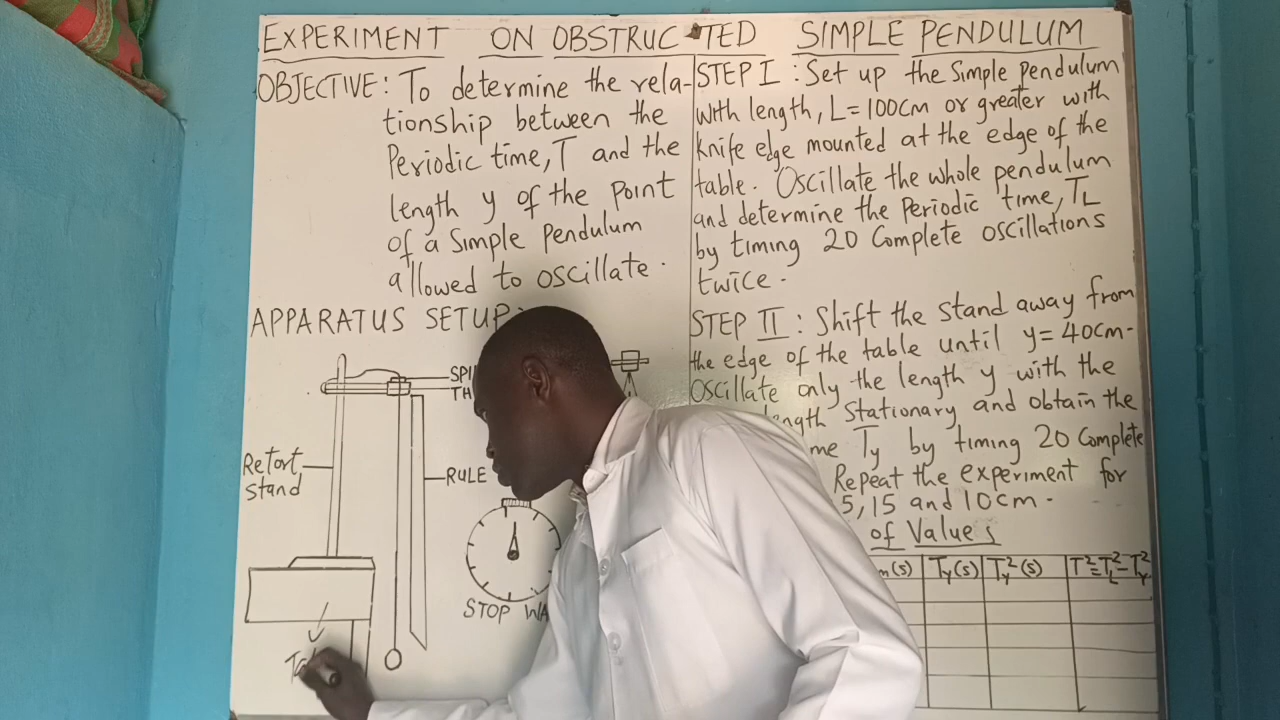 EXPERIMENT ON OBSTRUCTED SIMPLE PENDULUM
OBJECTIVE: To determine the rela-
tionship between the
Periodic time, T and the
length y of the point
of a Simple Pendulum
allowed to oscillate.
APPARATUS SETUP
Retort
stand
RULE
STOP
STEP I: Set up the Simple pendulum
with length, L=100cm or greater with
knife edge mounted at the edge of the
table. Oscillate the whole pendulum
and determine the Periodic time, TL
by timing 20 Complete oscillations
twice.
STEP II: Shift the Stand away from
the edge of the table until y=40cm.
Oscillate only the length y with the
Stationary and obtain the
Ty by timing 20 Complete
Repeat the experiment for
5, 15 and 10cm.
of Values
(s) Ty(s) Ty²(s) T²=TL²-Ty²